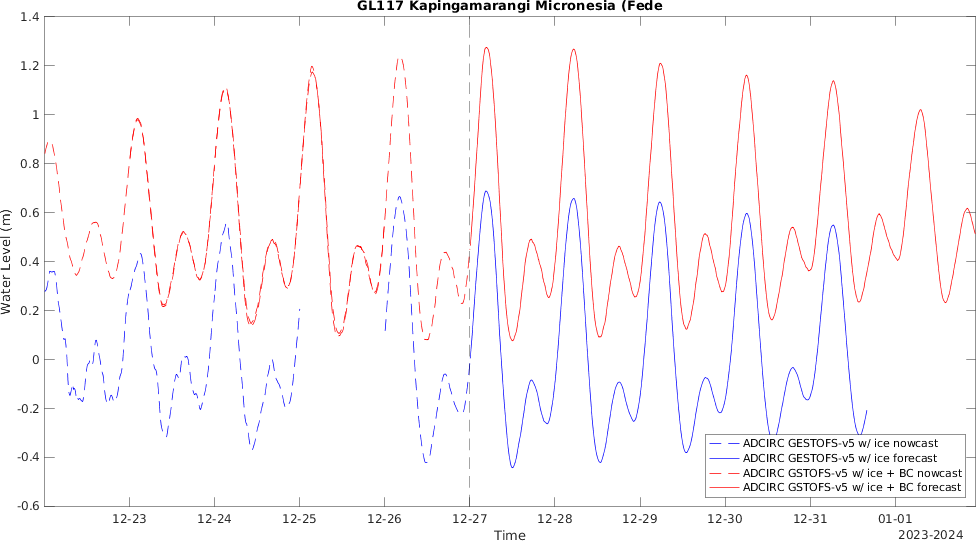 GL117 Kapingamarangi Micronesia (Fede
1.4
1.2
1
0.8
0.6
0.4
0.2
0
-0.2
-0.4
-0.6
Water Level (m)
ADCIRC GESTOFS-v5 w/ ice nowcast
ADCIRC GESTOFS-v5 w/ ice forecast
ADCIRC GSTOFS-v5 w/ ice + BC nowcast
ADCIRC GSTOFS-v5 w/ ice + BC forecast
12-23 12-24 12-25 12-26 12-27 12-28 12-29 12-30 12-31 01-01
Time
2023-2024